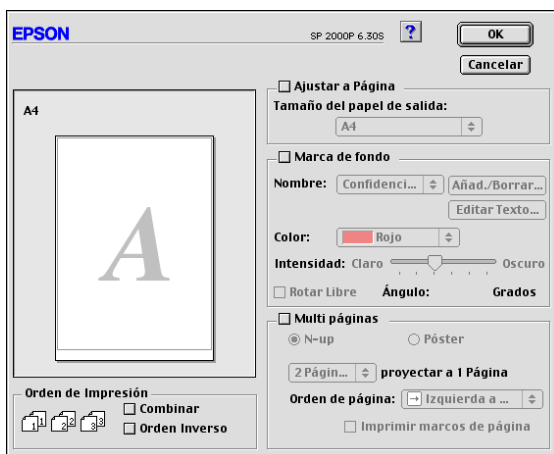 EPSON
SP 2000P 6.30S
?
OK
Cancelar
A4
A
Orden de Impresión
1 1 2 2 3 3
Combinar
Orden Inverso
Ajustar a Página
Tamaño del papel de salida:
A4
Marca de fondo
Nombre: Confidenci... Añad./Borrar...
Editar Texto...
Color: Rojo
Intensidad: Claro Oscuro
Rotar Libre Ángulo: Grados
Multi páginas
N-up Póster
2 Págin... proyectar a 1 Página
Orden de página: Izquierda a ...
Imprimir marcos de página